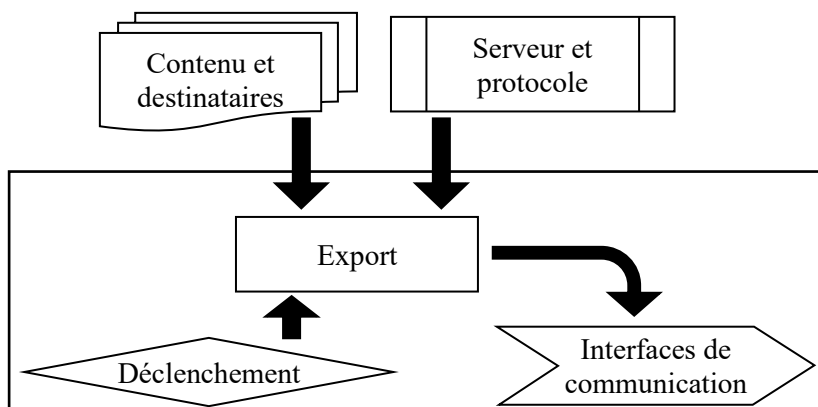 Contenu et
destinataires
Serveur et
protocole
Export
Déclenchement
Interfaces de
communication